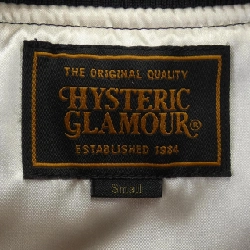 THE ORIGINAL QUALITY
HYSTERIC
GLAMOUR®
ESTABLISHED 1984
Small